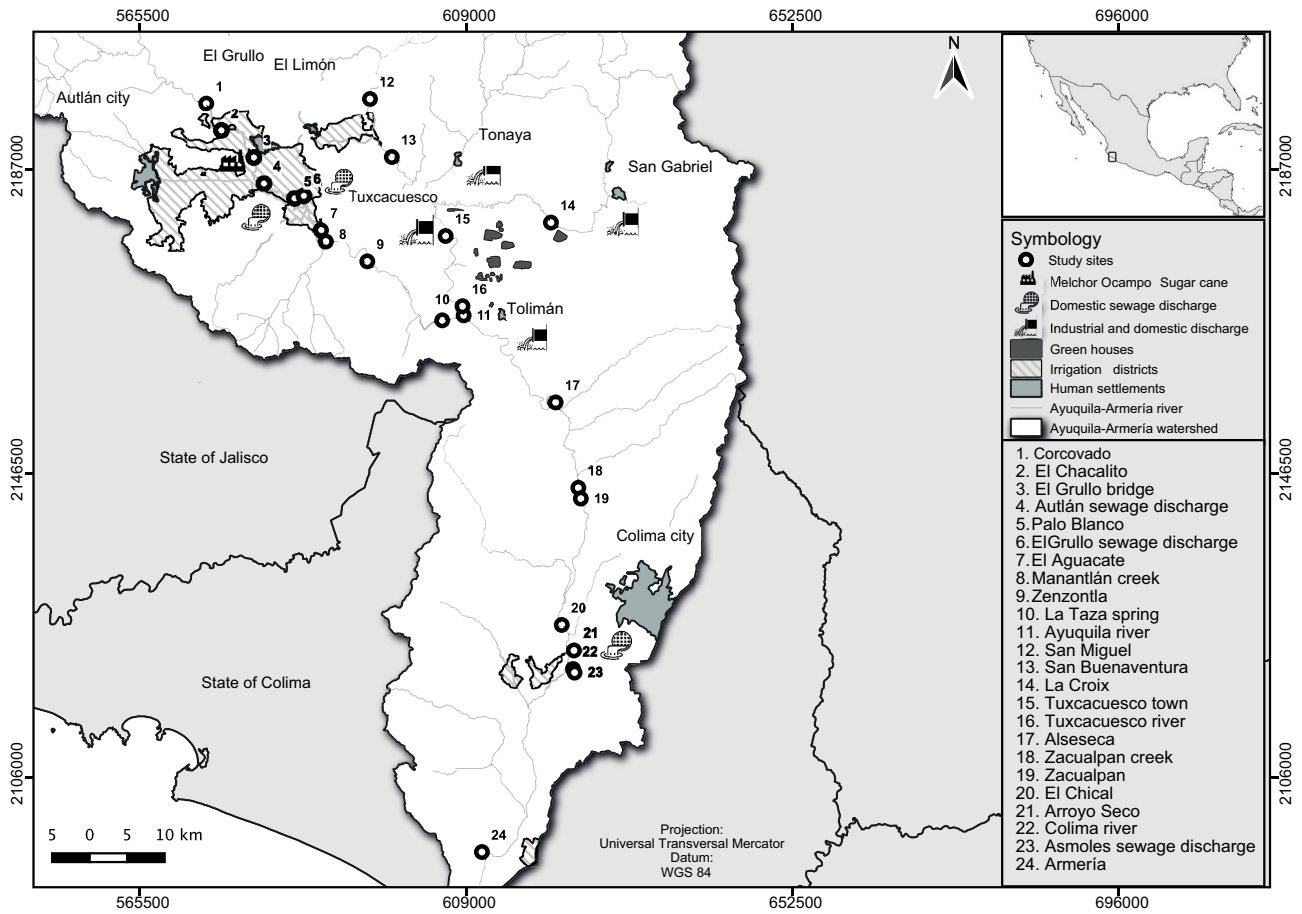 565500 609000 652500 696000
El Grullo
El Limón
N
Autlán city
1
12
2
3
13
Tonaya
San Gabriel
4
5 6
Tuxcacuesco
7
8
9
14
15
16
10
11
Tolimán
17
State of Jalisco
18
19
Colima city
20
21
22
23
State of Colima
24
5 0 5 10 km
Projection:
Universal Transversal Mercator
Datum:
WGS 84
2187000
2146500
2106000
2187000
2146500
2106000
565500 609000 652500 696000
Symbology
Study sites
Melchor Ocampo Sugar cane
Domestic sewage discharge
Industrial and domestic discharge
Green houses
Irrigation districts
Human settlements
Ayuquila-Armería river
Ayuquila-Armería watershed
1. Corcovado
2. El Chacalito
3. El Grullo bridge
4. Autlán sewage discharge
5.Palo Blanco
6.ElGrullo sewage discharge
7.El Aguacate
8.Manantlán creek
9.Zenzontla
10. La Taza spring
11. Ayuquila river
12. San Miguel
13. San Buenaventura
14. La Croix
15. Tuxcacuesco town
16. Tuxcacuesco river
17. Alseseca
18. Zacualpan creek
19. Zacualpan
20. El Chical
21. Arroyo Seco
22. Colima river
23. Asmoles sewage discharge
24. Armería